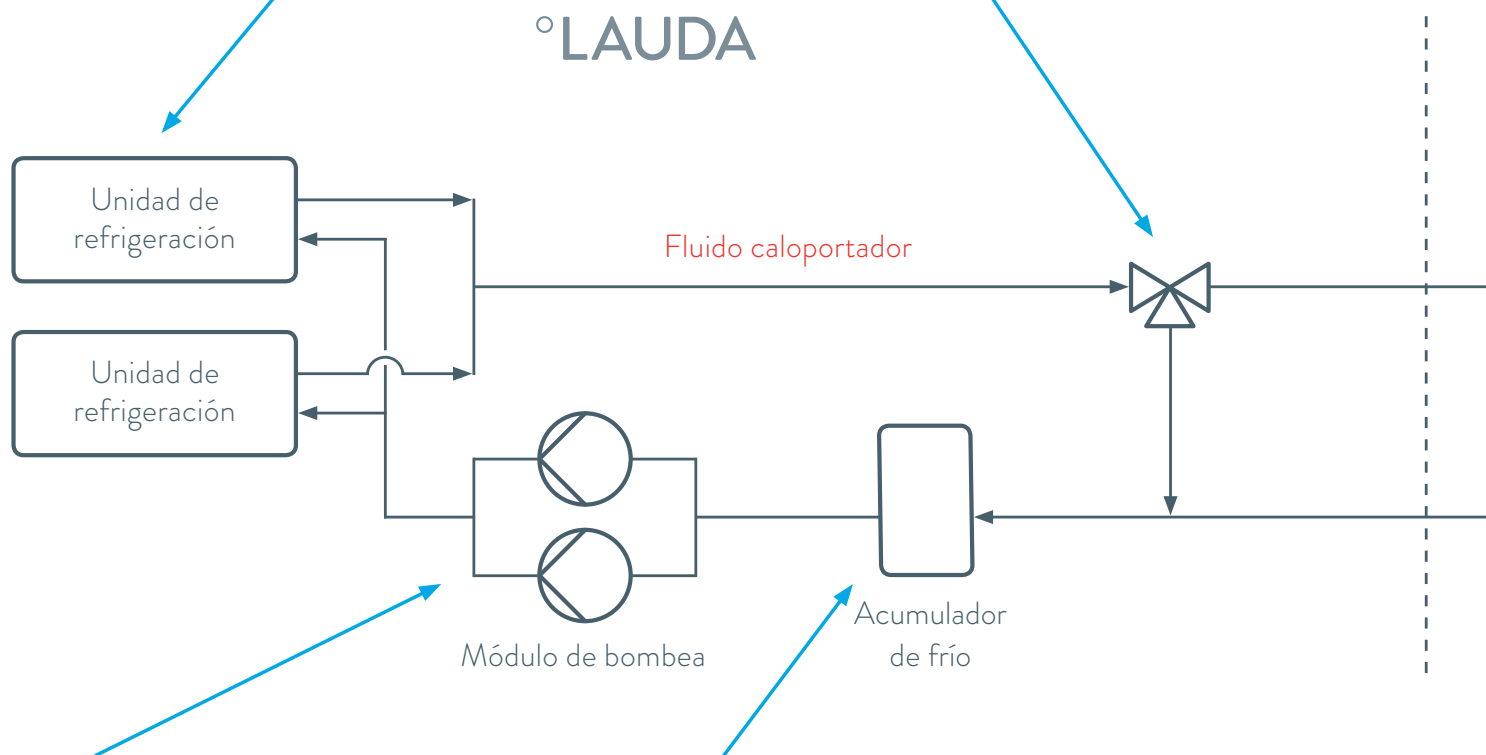 °LAUDA
Unidad de
refrigeración
Fluido caloportador
Unidad de
refrigeración
Acumulador
de frío
Módulo de bombea